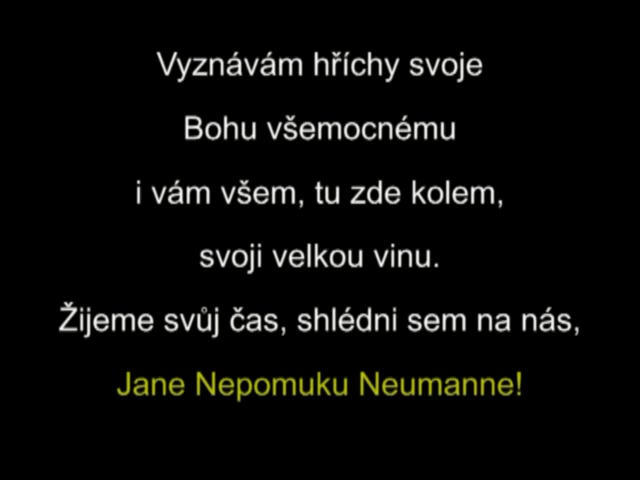 Vyznávám hříchy svoje
Bohu všemocnému
i vám všem, tu zde kolem,
svoji velkou vinu.
Žijeme svůj čas, shlédni sem na nás,
Jane Nepomuku Neumanne!